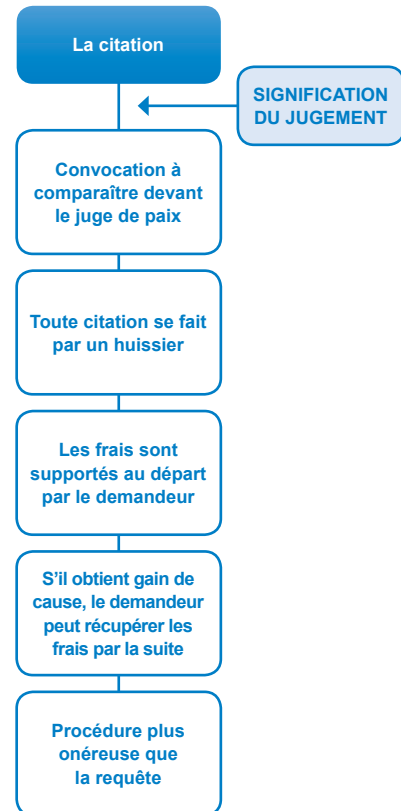 La citation
SIGNIFICATION
DU JUGEMENT
Convocation à
comparaître devant
le juge de paix
Toute citation se fait
par un huissier
Les frais sont
supportés au départ
par le demandeur
S’il obtient gain de
cause, le demandeur
peut récupérer les
frais par la suite
Procédure plus
onéreuse que
la requête